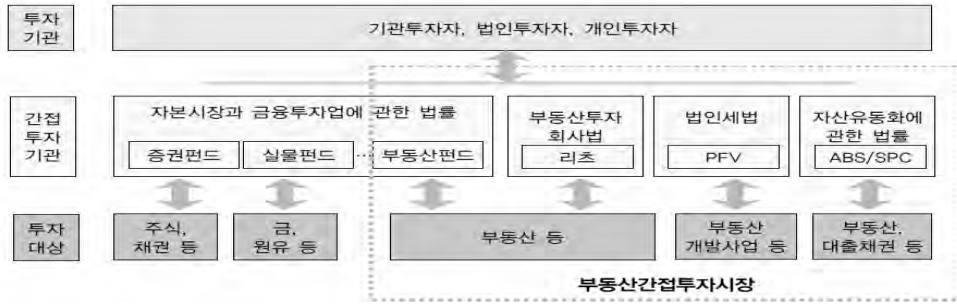 투자
기관
기관투자자, 법인투자자, 개인투자자
간접
투자
기관
자본시장과 금융투자업에 관한 법률
증권펀드
실물펀드
···
부동산펀드
부동산투자
회사법
리츠
법인세법
PFV
자산유동화에
관한 법률
ABS/SPC
투자
대상
주식,
채권 등
금,
원유 등
부동산 등
부동산
개발사업 등
부동산,
대출채권 등
부동산간접투자시장